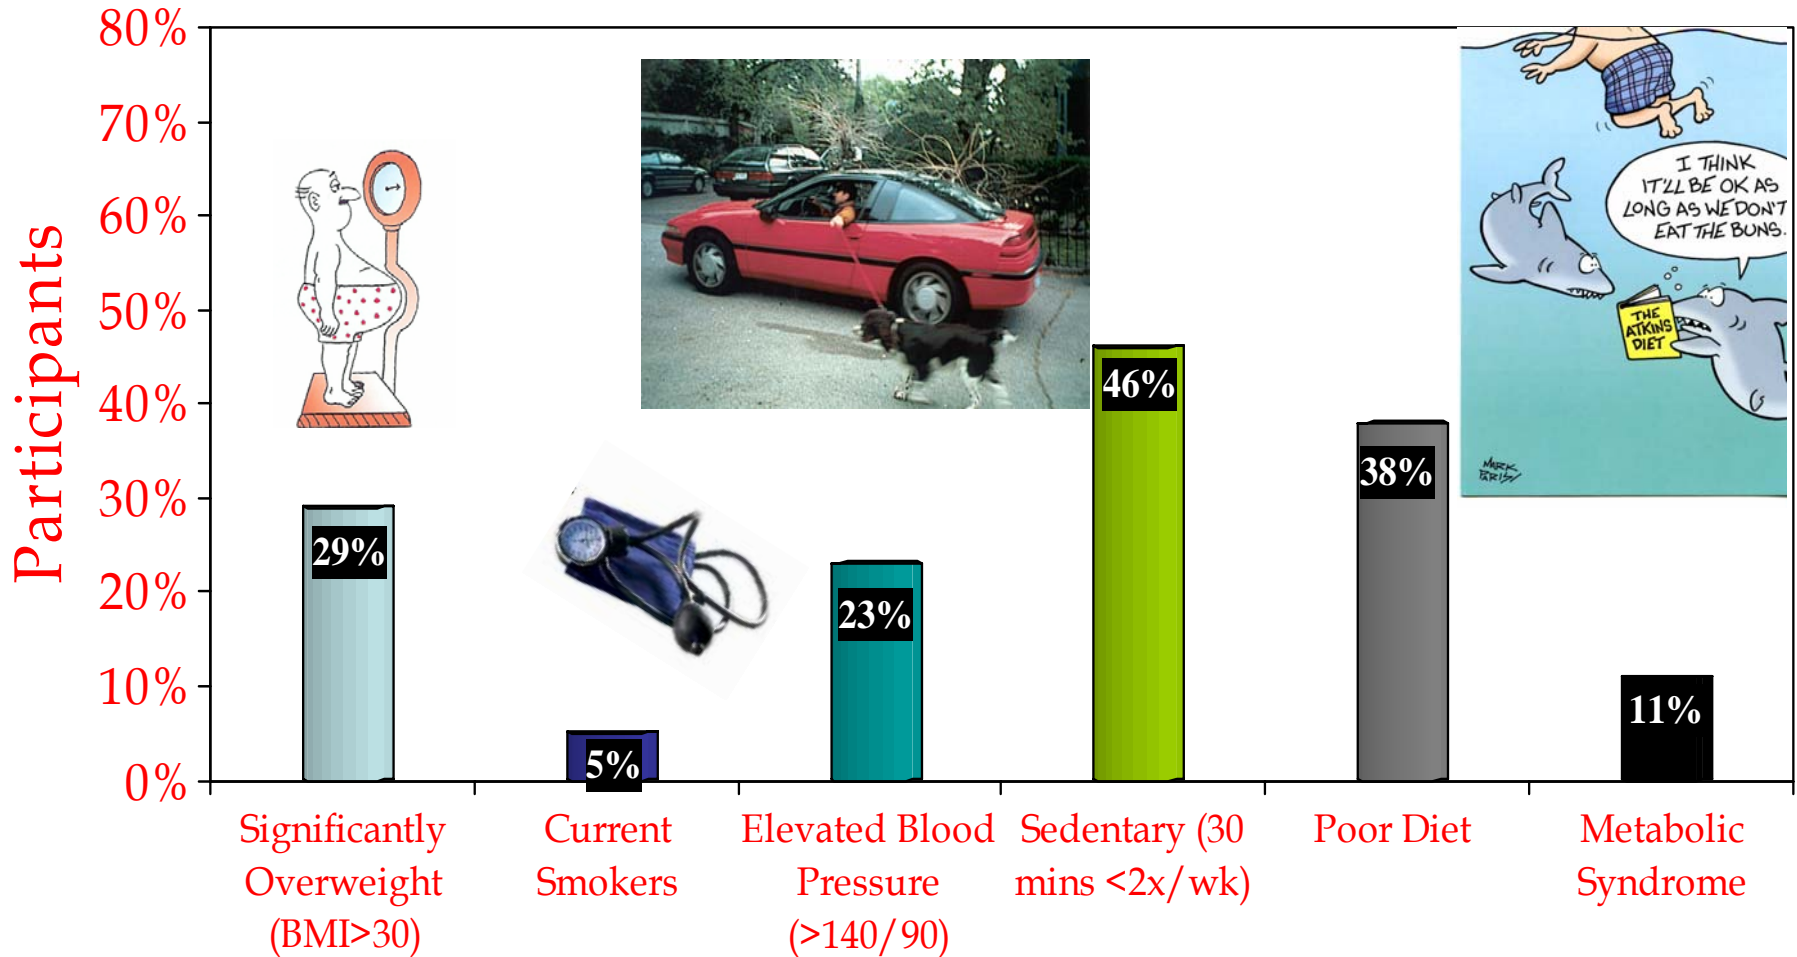 80%
70%
60%
50%
40%
30%
20%
10%
0%
Participants
29%
5%
23%
46%
38%
11%
Significantly
Overweight
(BMI>30)
Current
Smokers
Elevated Blood
Pressure
(>140/90)
Sedentary (30
mins <2x/wk)
Poor Diet
Metabolic
Syndrome
I THINK
IT'LL BE OK AS
LONG AS WE DON'T
EAT THE BUNS.
THE
ATKINS
DIET
MARK
PARISI